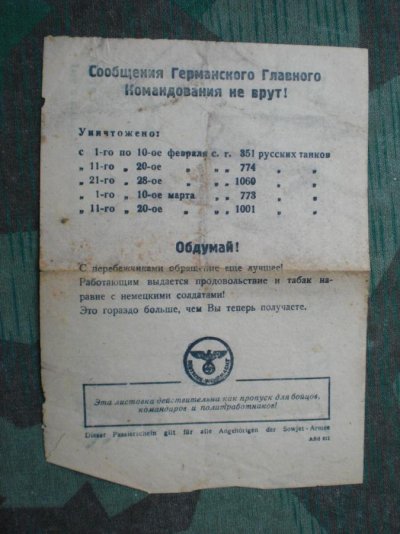 Сообщения Германского Главного
Командования не врут!
Уничтожено:
с 1-го по 10-ое февраля с. г. 351 русских танков
„ 11-го „ 20-ое „ „ „ 774 „ „
„ 21-го „ 28-ое „ „ „ 1060 „ „
„ 1-го „ 10-ое марта „ „ 773 „ „
„ 11-го „ 20-ое „ „ „ 1001 „ „
Обдумай!
С перебежчиками обращение еще лучшее!
Работающим выдается продовольствие и табак на-
равне с немецкими солдатами!
Это гораздо больше, чем Вы теперь получаете.
Эта листовка действительна как пропуск для бойцов,
командиров и политработников!
Dieser Passierschein gilt für alle Angehörigen der Sowjet-Armee